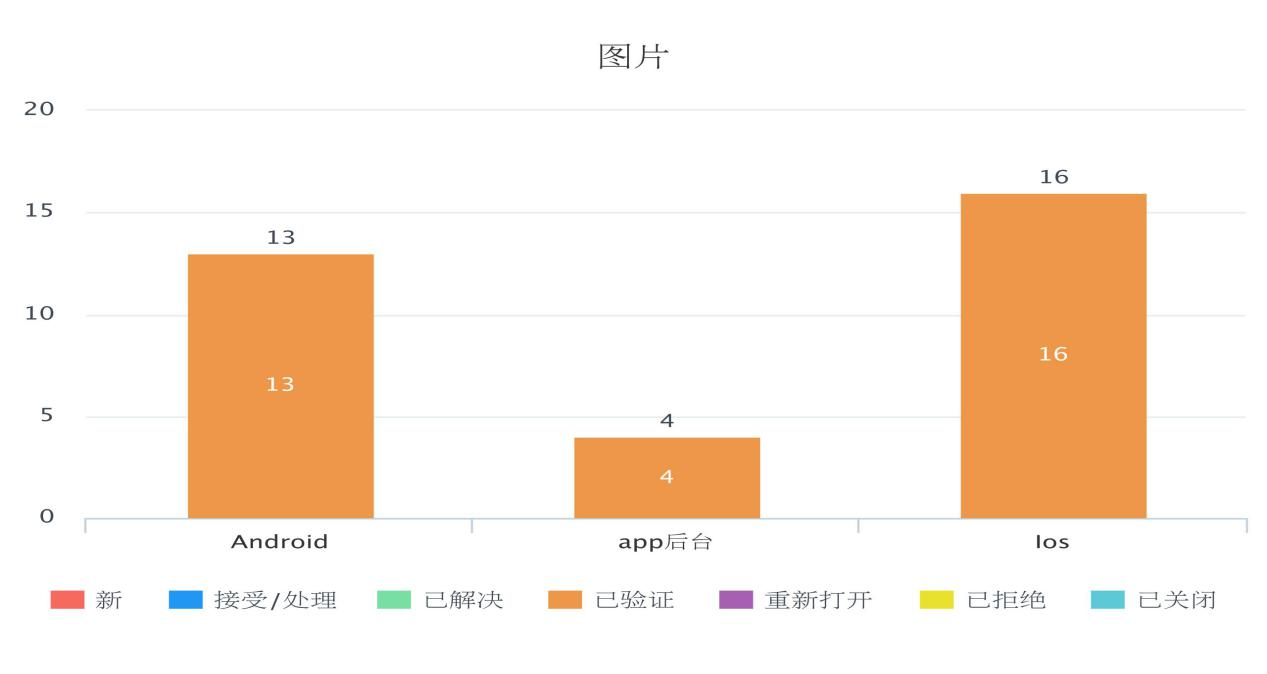 图片
20
15
10
5
0
13
13
4
4
16
16
Android
app后台
Ios
新
接受/处理
已解决
已验证
重新打开
已拒绝
已关闭